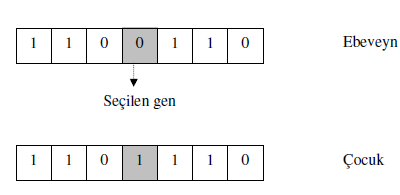 1 1 0 0 1 1 0 Ebeveyn
Seçilen gen
1 1 0 1 1 1 0 Çocuk